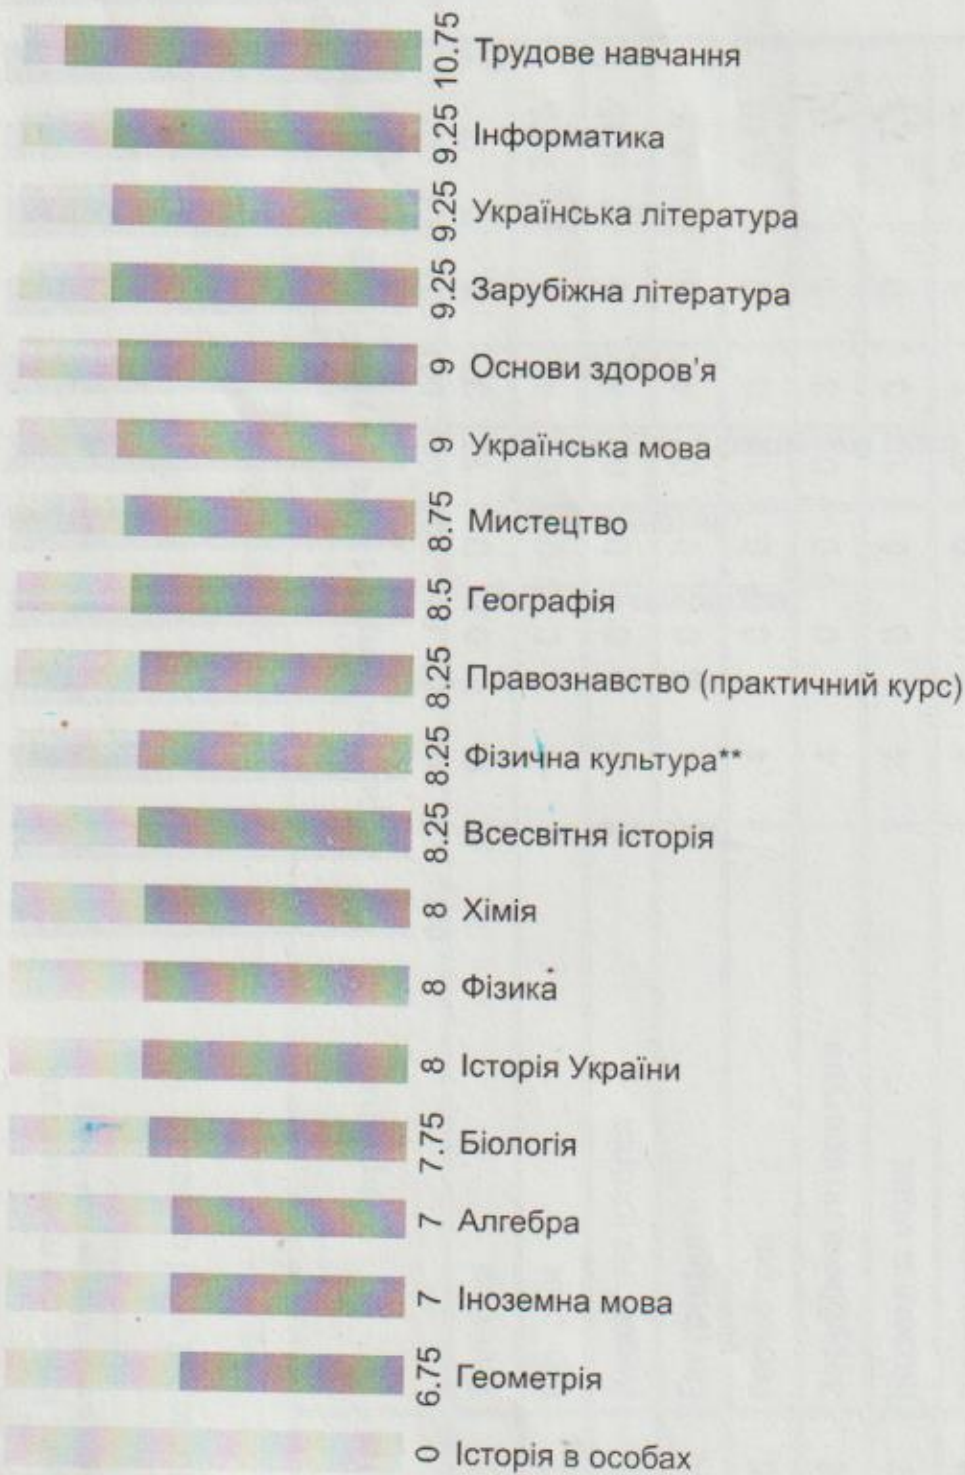 10.75 Трудове навчання
9.25 Інформатика
9.25 Українська література
9.25 Зарубіжна література
9 Основи здоров'я
9 Українська мова
8.75 Мистецтво
8.5 Географія
8.25 Правознавство (практичний курс)
8.25 Фізична культура**
8.25 Всесвітня історія
8 Хімія
8 Фізика
8 Історія України
7.75 Біологія
7 Алгебра
7 Іноземна мова
6.75 Геометрія
0 Історія в особах